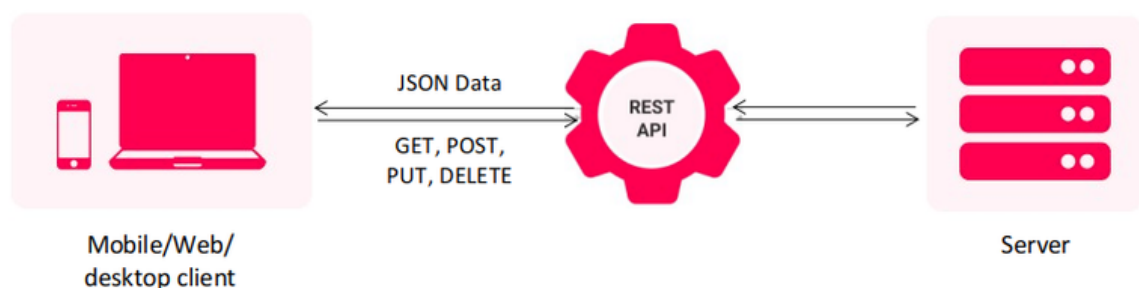 JSON Data
GET, POST,
PUT, DELETE
REST
API
Mobile/Web/
desktop client
Server